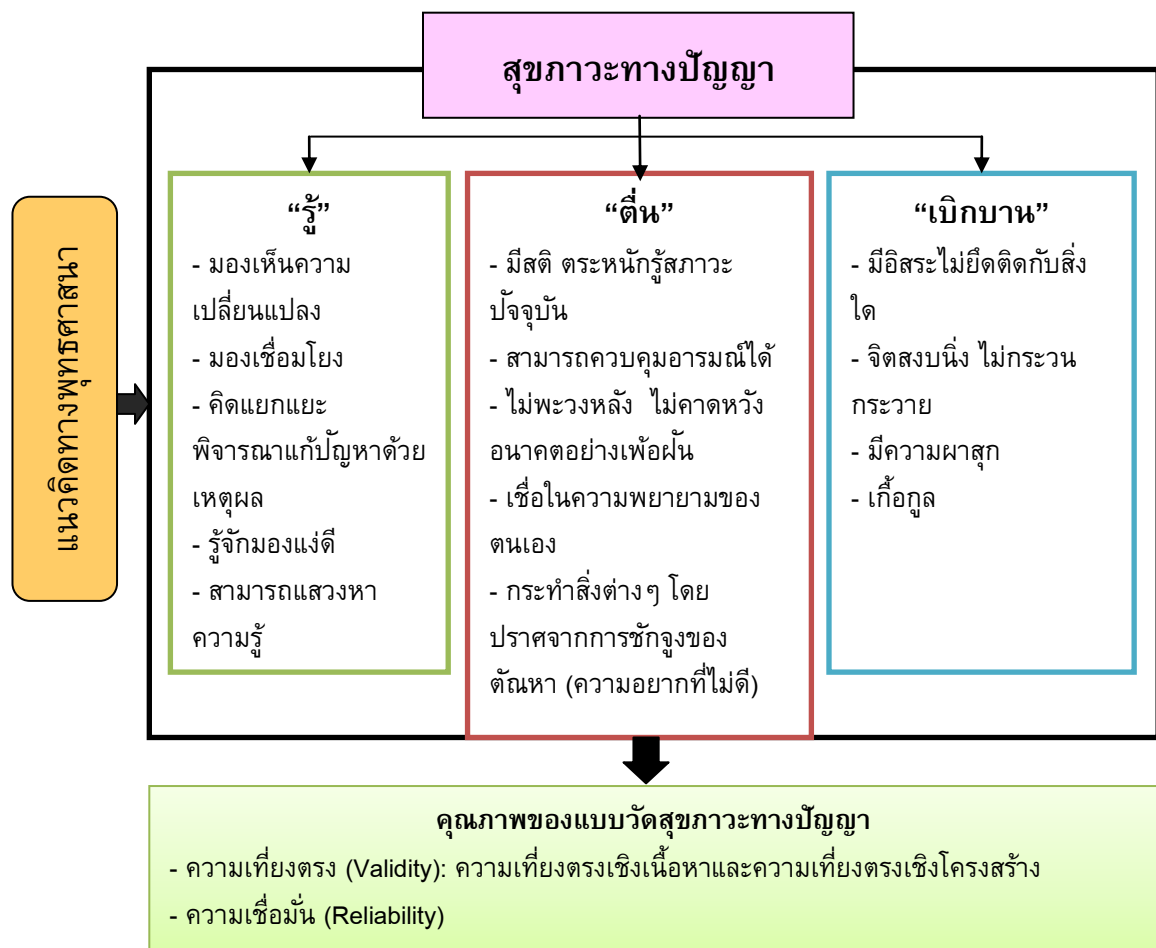 สุขภาวะทางปัญญา
แนวคิดทางพุทธศาสนา
“รู้”
- มองเห็นความ
เปลี่ยนแปลง
- มองเชื่อมโยง
- คิดแยกแยะ
พิจารณาแก้ปัญหาด้วย
เหตุผล
- รู้จักมองแง่ดี
- สามารถแสวงหา
ความรู้
“ตื่น”
- มีสติ ตระหนักรู้สภาวะ
ปัจจุบัน
- สามารถควบคุมอารมณ์ได้
- ไม่พะวงหลัง ไม่คาดหวัง
อนาคตอย่างเพ้อฝัน
- เชื่อในความพยายามของ
ตนเอง
- กระทำสิ่งต่างๆ โดย
ปราศจากการชักจูงของ
ตัณหา (ความอยากที่ไม่ดี)
“เบิกบาน”
- มีอิสระไม่ยึดติดกับสิ่ง
ใด
- จิตสงบนิ่ง ไม่กระวน
กระวาย
- มีความผาสุก
- เกื้อกูล
คุณภาพของแบบวัดสุขภาวะทางปัญญา
- ความเที่ยงตรง (Validity): ความเที่ยงตรงเชิงเนื้อหาและความเที่ยงตรงเชิงโครงสร้าง
- ความเชื่อมั่น (Reliability)